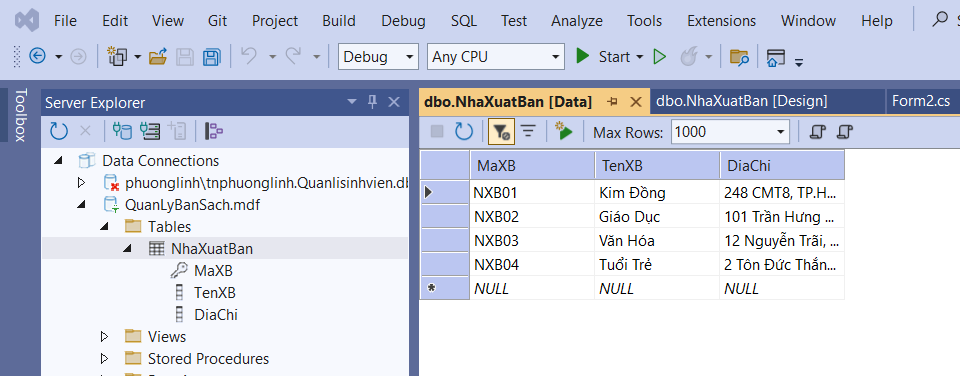 File Edit View Git Project Build Debug SQL Test Analyze Tools Extensions Window Help
Debug Any CPU Start
Toolbox
Server Explorer
Data Connections
phuonglinh\tnphuonglinh.Quanlisinhvien.db
QuanLyBanSach.mdf
Tables
NhaXuatBan
MaXB
TenXB
DiaChi
Views
Stored Procedures
dbo.NhaXuatBan [Data] dbo.NhaXuatBan [Design] Form2.cs
Max Rows: 1000
MaXB TenXB DiaChi
NXB01 Kim Đồng 248 CMT8, TP.H...
NXB02 Giáo Dục 101 Trần Hưng ...
NXB03 Văn Hóa 12 Nguyễn Trãi, ...
NXB04 Tuổi Trẻ 2 Tôn Đức Thắn...
NULL NULL NULL